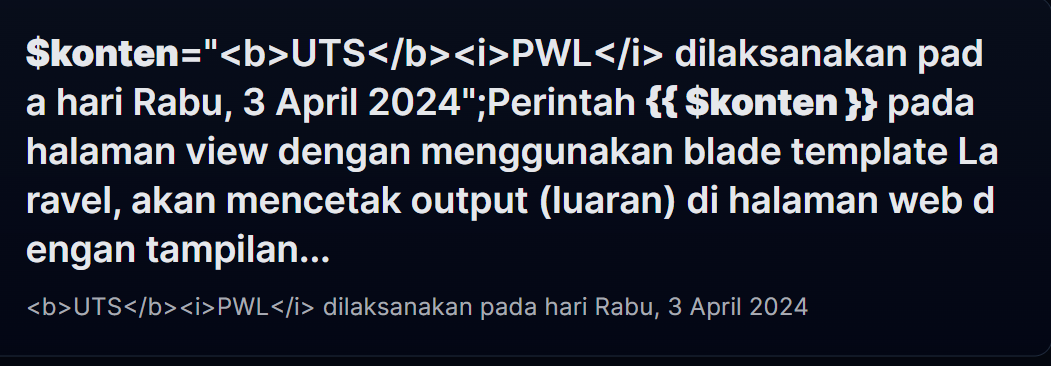 $konten="<b>UTS</b><i>PWL</i> dilaksanakan pad
a hari Rabu, 3 April 2024";Perintah {{ $konten }} pada
halaman view dengan menggunakan blade template La
ravel, akan mencetak output (luaran) di halaman web d
engan tampilan...
<b>UTS</b><i>PWL</i> dilaksanakan pada hari Rabu, 3 April 2024